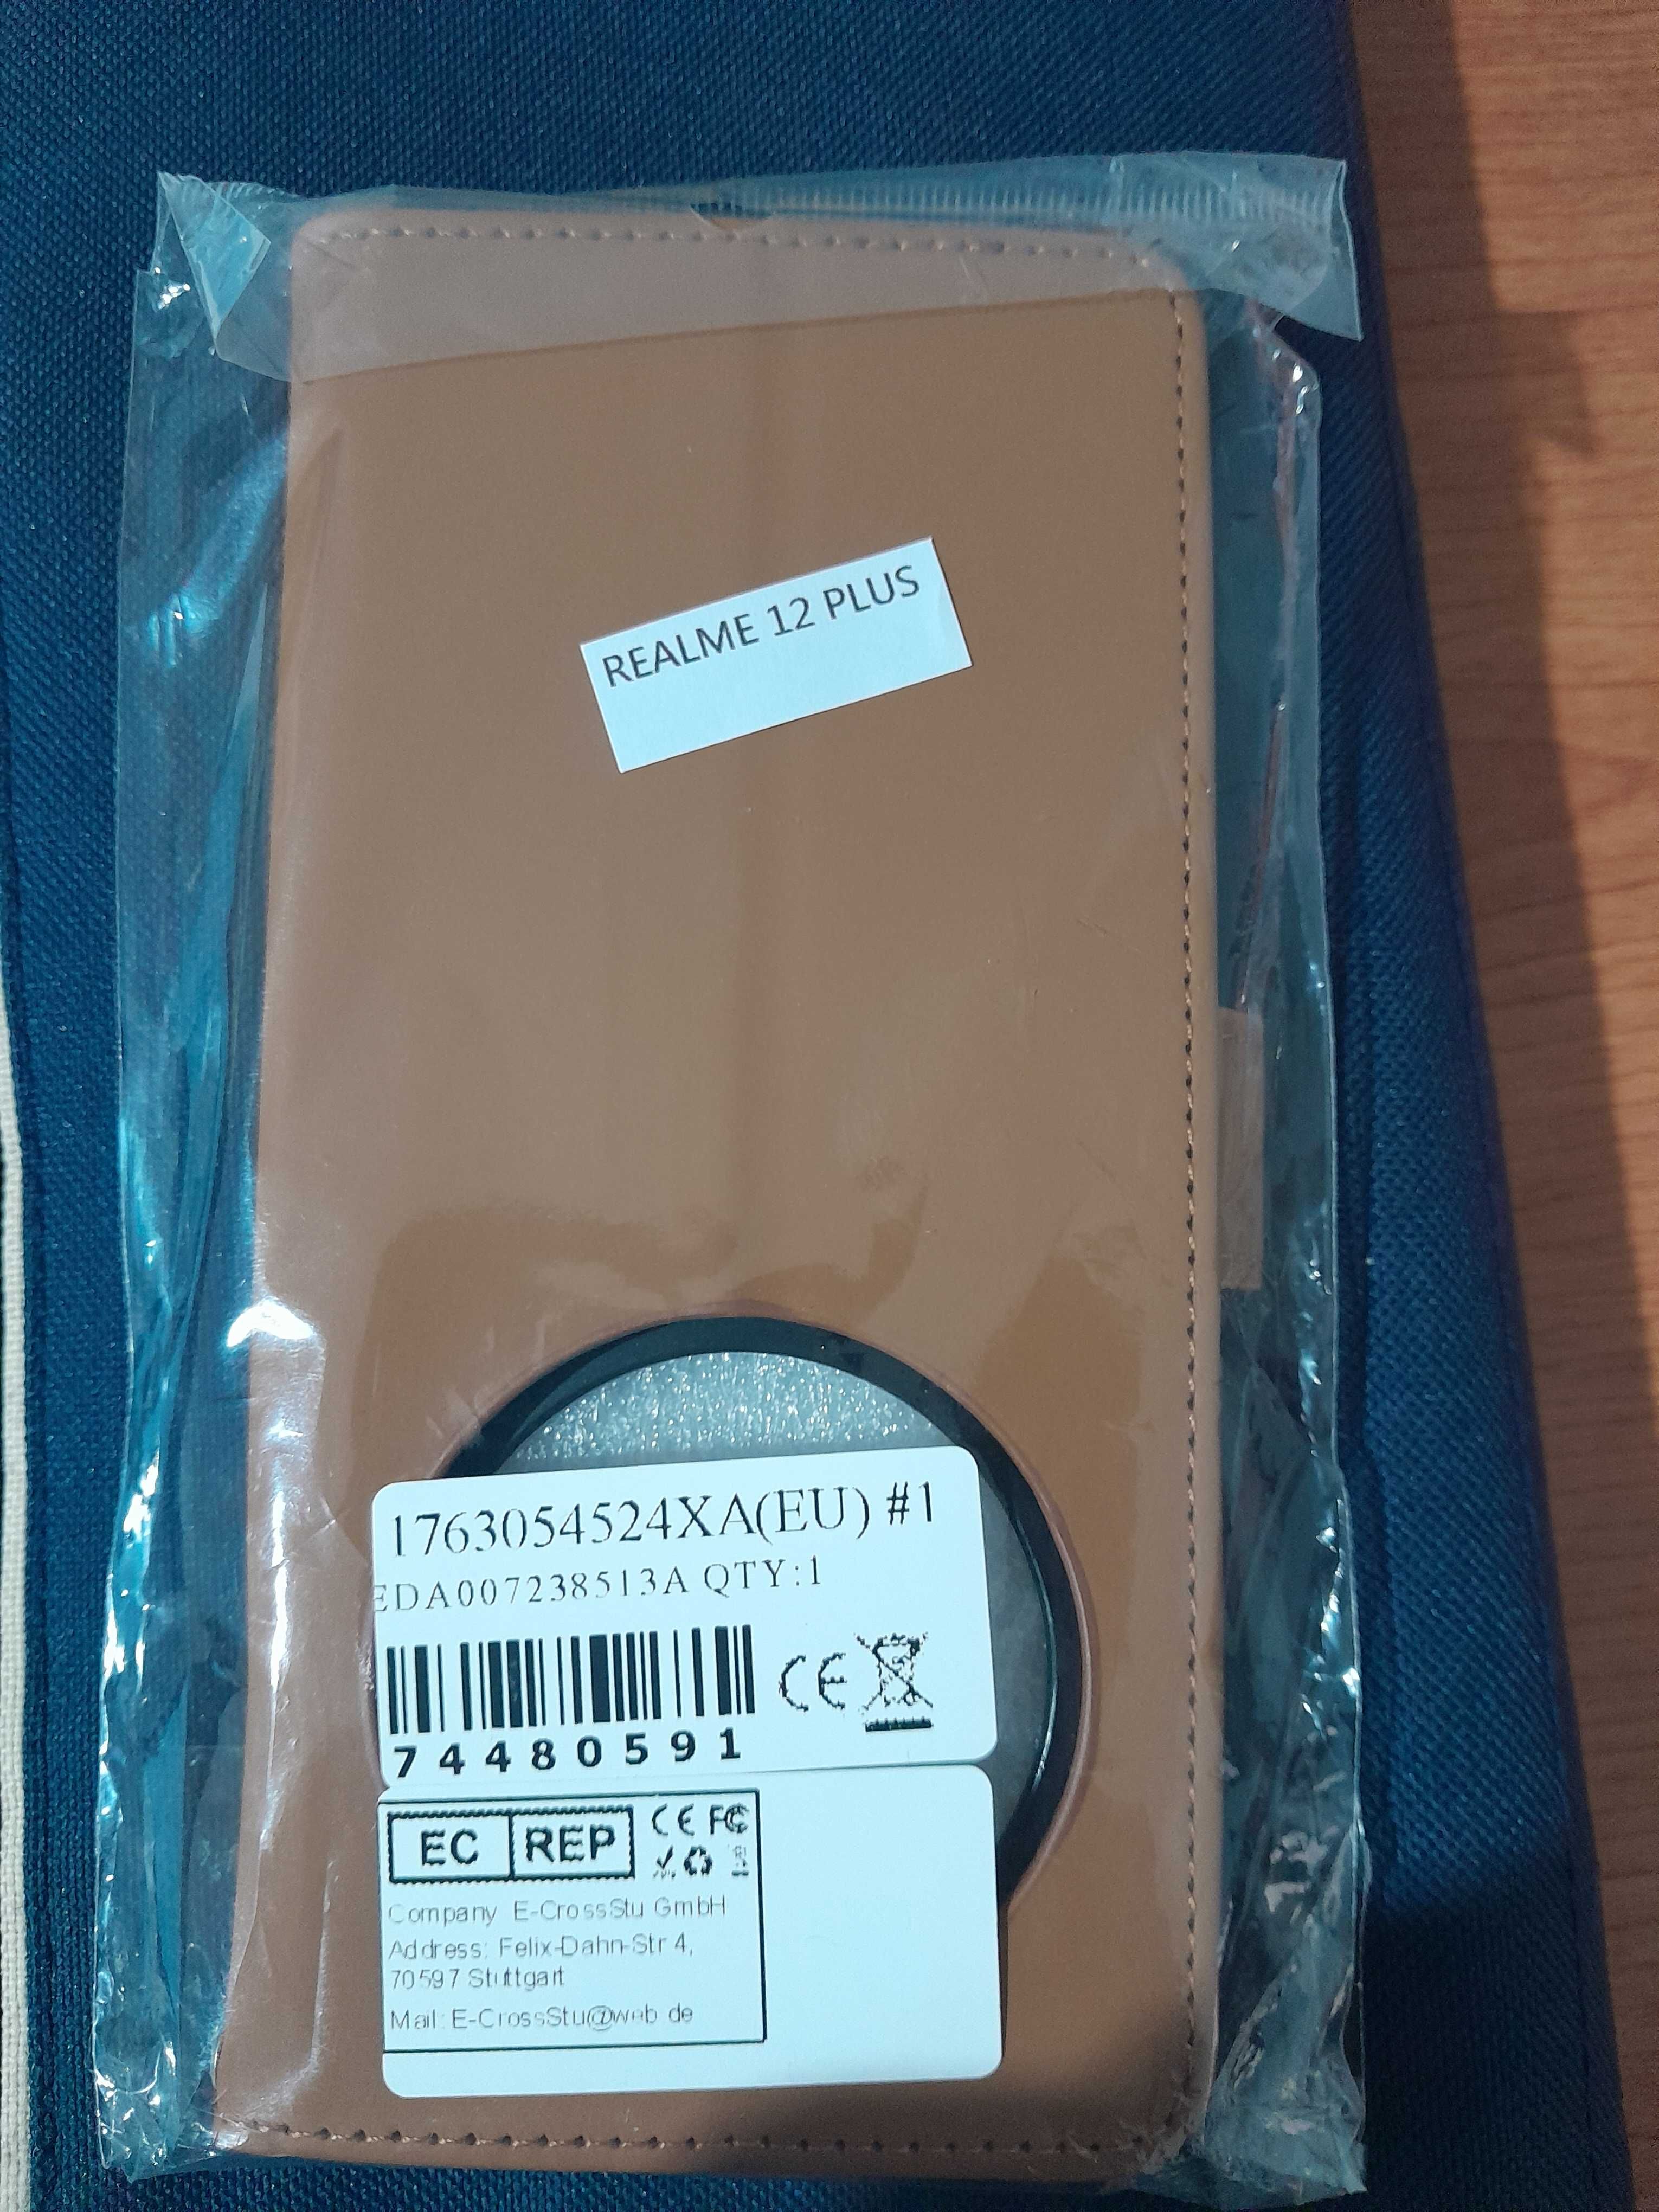 REALME 12 PLUS
1763054524XA(EU) #1
EDA007238513A QTY:1
CE
74480591
EC REP CE FC
Company E-CrossStu GmbH
Address: Felix-Dahn-Str 4,
70597 Stuttgart
Mail: E-CrossStu@web de